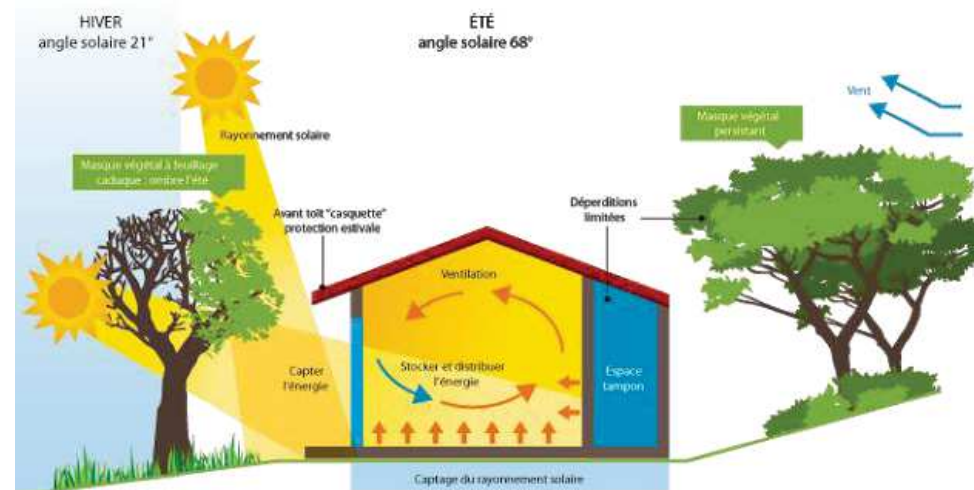 HIVER
angle solaire 21°
ÉTÉ
angle solaire 68°
Rayonnement solaire
Masque végétal à feuillage
caduque : ombre l'été
Avant toît "casquette"
protection estivale
Masque végétal
persistant
Vent
Déperditions
limitées
Ventilation
Capter
l'énergie
Stocker et distribuer
l'énergie
Espace
tampon
Captage du rayonnement solaire